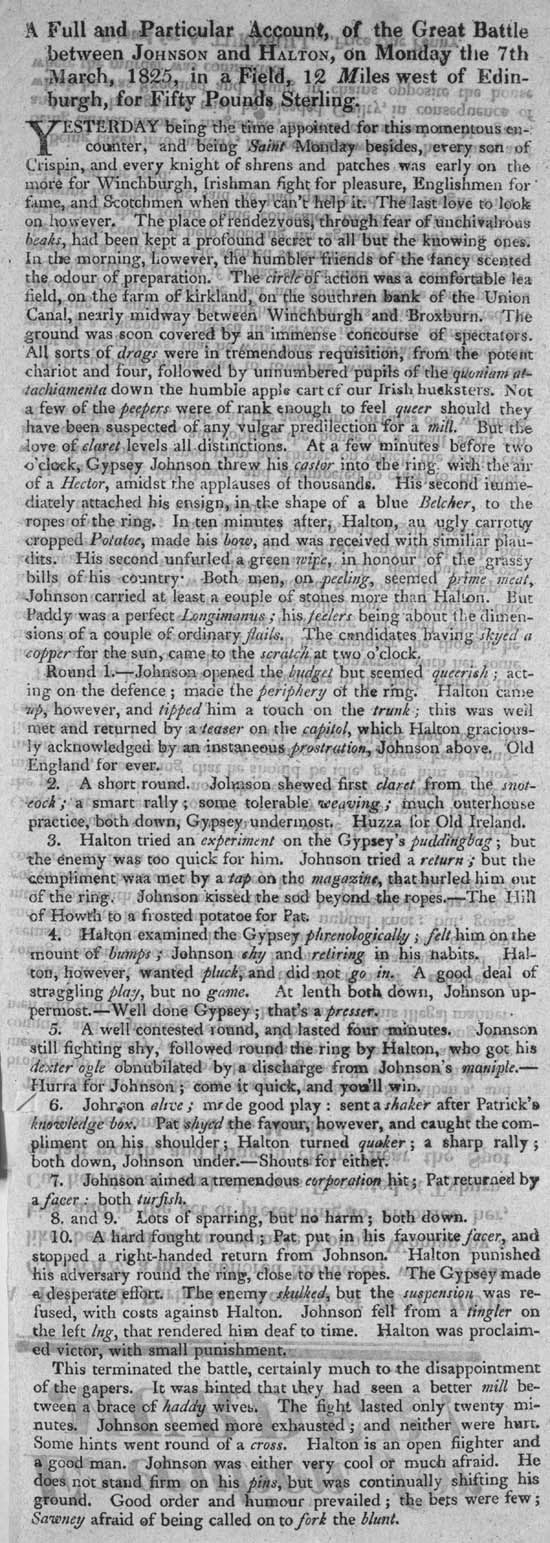 A Full and Particular Account, of the Great Battle
between JOHNSON and HALTON, on Monday the 7th
March, 1825, in a Field, 12 Miles west of Edin-
burgh, for Fifty Pounds Sterling.
YESTERDAY being the time appointed for this momentous en-
counter, and being Saint Monday besides, every son of
Crispin, and every knight of shrens and patches was early on the
more for Winchburgh, Irishman fight for pleasure, Englishmen for
fame, and Scotchmen when they can't help it. The last love to look
on however. The place of rendezvous, through fear of unchivalrous
beaks, had been kept a profound secret to all but the knowing ones.
In the morning, however, the humbler friends of the fancy scented
the odour of preparation. The circle of action was a comfortable lea
field, on the farm of kirkland, on the southren bank of the Union
Canal, nearly midway between Winchburgh and Broxburn. The
ground was soon covered by an immense concourse of spectators.
All sorts of drags were in tremendous requisition, from the potent
chariot and four, followed by unnumbered pupils of the quoniam at-
tachiamenta down the humble apple cart cf our Irish hucksters. Not
a few of the peepers were of rank enough to feel queer should they
have been suspected of any vulgar predilection for a mill. But the
love of claret levels all distinctions. At a few minutes before two
o'clock, Gypsey Johnson threw his castor into the ring with the air
of a Hector, amidst the applauses of thousands. His second imme-
diately attached his ensign, in the shape of a blue Belcher, to the
ropes of the ring. In ten minutes after, Halton, an ugly carrotty
cropped Potatoe, made his bow, and was received with similiar plau-
dits. His second unfurled a green wipe, in honour of the grassy
bills of his country. Both men, on peeling, seemed prime meat,
Johnson carried at least a eouple of stones more than Halton. But
Paddy was a perfect Longimanus; his feelers being about the dimen-
sions of a couple of ordinary flails. The candidates having skyed a
copper for the sun, came to the scratch at two o'clock.
Round 1.—Johnson opened the budget but seemed queerish; act-
ing on the defence; made the periphery of the ring. Halton came
up, however, and tipped him a touch on the trunk; this was well
met and returned by a teaser on the capitol, which Halton gracious-
ly acknowledged by an instaneous prostration, Johnson above. Old
England for ever.
2. A short round. Johnson shewed first claret from the snot-
cock; a smart rally; some tolerable weaving; much outerhouse
practice, both down, Gypsey undermost. Huzza for Old Ireland.
3. Halton tried an experiment on the Gypsey's puddingbag; but
the enemy was too quick for him. Johnson tried a return; but the
compliment waa met by a tap on the magazine, that hurled him out
of the ring. Johnson kissed the sod beyond the ropes.—The Hill
of Howth to a frosted potatoe for Pat.
4. Halton examined the Gypsey phrenologically; felt him on the
mount of bumps; Johnson shy and retiring in his habits. Hal-
ton, however, wanted pluck, and did not go in. A good deal of
straggling play, but no game. At lenth both down, Johnson up-
permost.—Well done Gypsey; that's a presser.
5. A well contested round, and lasted four minutes. Jonnson
still fighting shy, followed round the ring by Halton, who got his
dexter ogle obnubilated by a discharge from Johnson's maniple.—
Hurra for Johnson; come it quick, and you'll win.
6. Johnson alive; made good play: sent a shaker after Patrick's
knowledge box. Pat shyed the favour, however, and caught the com-
pliment on his shoulder; Halton turned quaker; a sharp rally;
both down, Johnson under.—Shouts for either.
7. Johnson aimed a tremendous corporation hit; Pat returned by
a facer: both turfish.
8. and 9. Lots of sparring, but no harm; both down.
10. A hard fought round; Pat put in his favourite facer, and
stopped a right-handed return from Johnson. Halton punished
his adversary round the ring, close to the ropes. The Gypsey made
a desperate effort. The enemy skulked, but the suspension was re-
fused, with costs against Halton. Johnson fell from a tingler on
the left lng, that rendered him deaf to time. Halton was proclaim-
ed victor, with small punishment.
This terminated the battle, certainly much to the disappointment
of the gapers. It was hinted that they had seen a better mill be-
tween a brace of haddy wives. The fight lasted only twenty mi-
nutes. Johnson seemed more exhausted; and neither were hurt.
Some hints went round of a cross. Halton is an open fiighter and
a good man. Johnson was either very cool or much afraid. He
does not stand firm on his pins, but was continually shifting his
ground. Good order and humour prevailed; the bets were few;
Sawney afraid of being called on to fork the blunt.